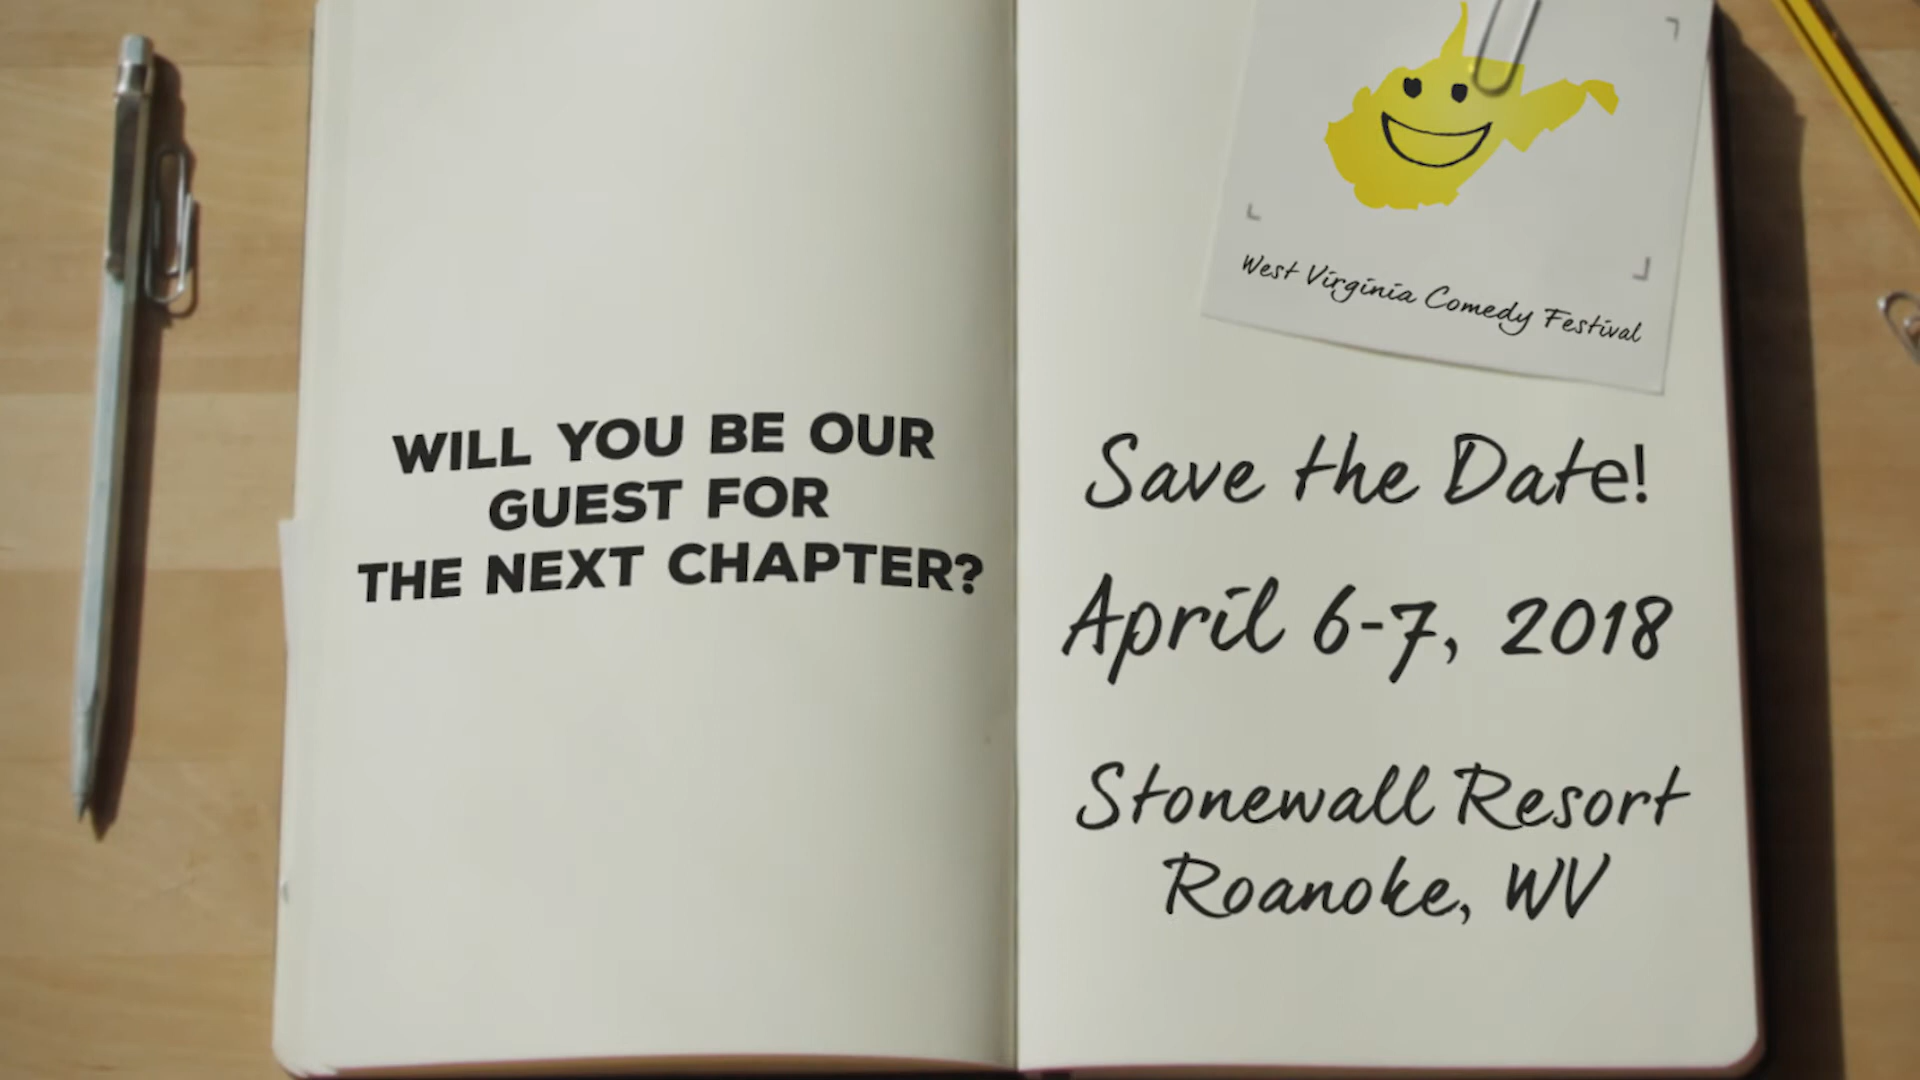 WILL YOU BE OUR
GUEST FOR
THE NEXT CHAPTER?
West Virginia Comedy Festival
Save the Date!
April 6-7, 2018
Stonewall Resort
Roanoke, WV